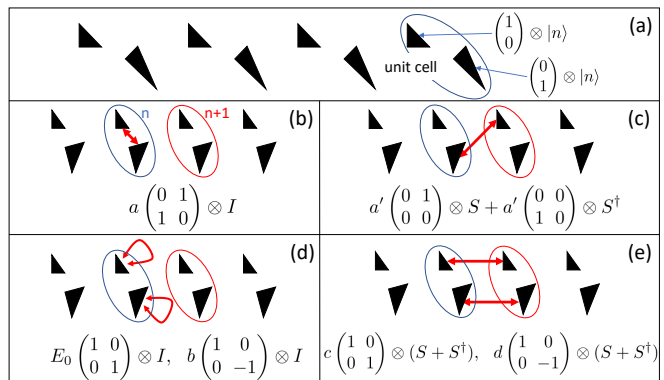 (a)
(1 0) ⊗ |n⟩
unit cell
(0 1) ⊗ |n⟩
n
n+1
(b)
a (0 1 1 0) ⊗ I
(c)
a′ (0 1 0 0) ⊗ S + a′ (0 0 1 0) ⊗ S†
(d)
E₀ (1 0 0 1) ⊗ I, b (1 0 0 −1) ⊗ I
(e)
c (1 0 0 1) ⊗ (S + S†), d (1 0 0 −1) ⊗ (S + S†)